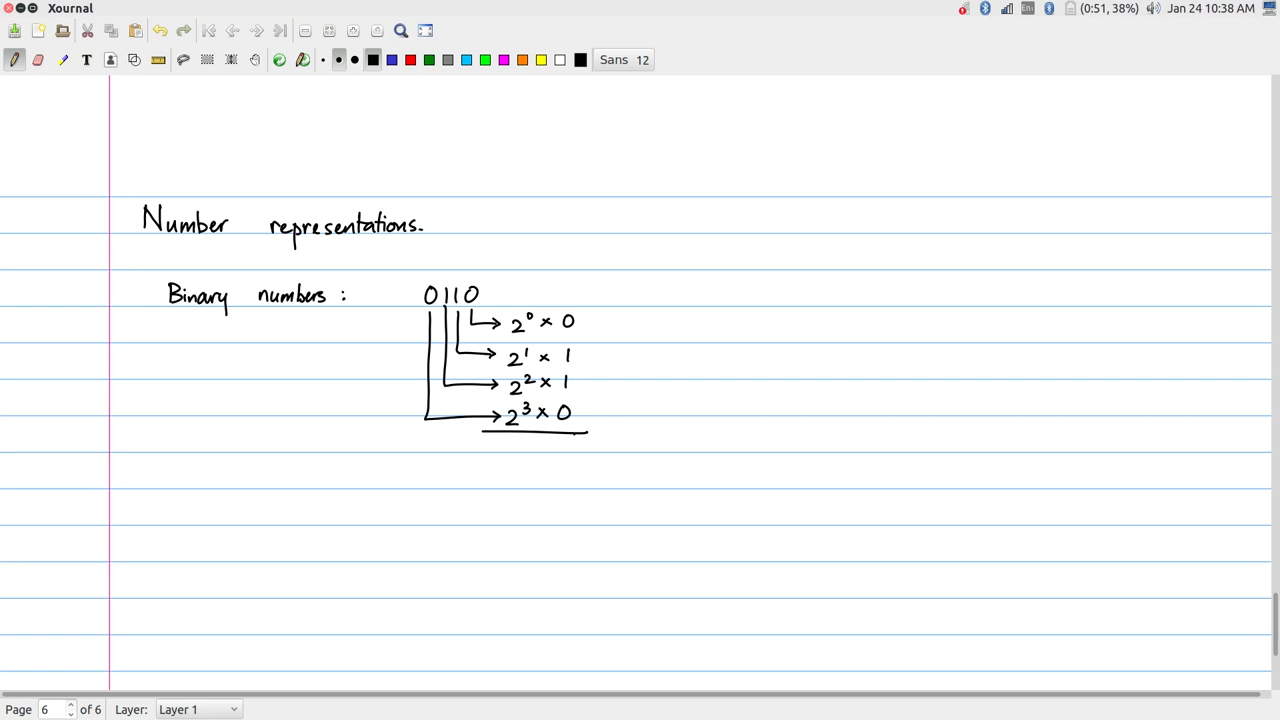 Xournal
(0:51, 38%)
Jan 24 10:38 AM
En
T
Sans 12
Number representations.
Binary numbers : 0110
2⁰ × 0
2¹ × 1
2² × 1
2³ × 0
Page 6 of 6 Layer: Layer 1